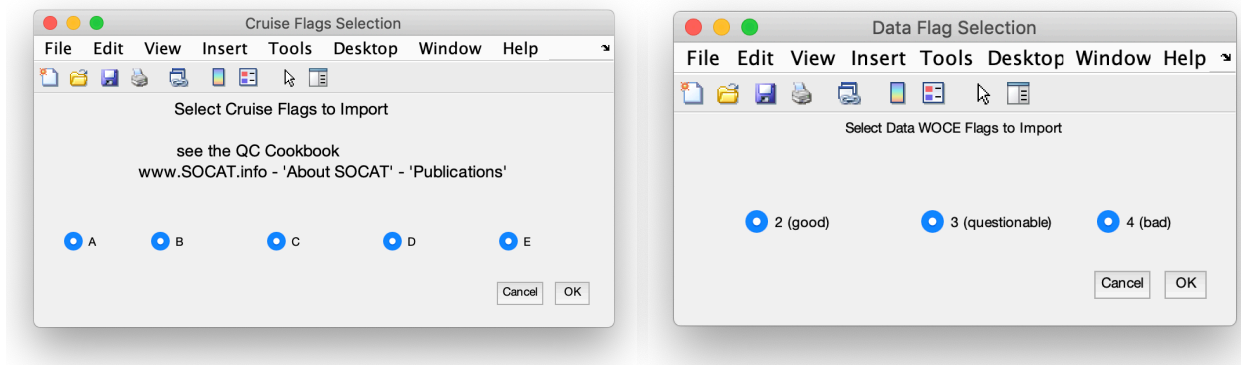 Cruise Flags Selection
File Edit View Insert Tools Desktop Window Help
Select Cruise Flags to Import
see the QC Cookbook
www.SOCAT.info - 'About SOCAT' - 'Publications'
A B C D E
Cancel OK
Data Flag Selection
File Edit View Insert Tools Desktop Window Help
Select Data WOCE Flags to Import
2 (good) 3 (questionable) 4 (bad)
Cancel OK